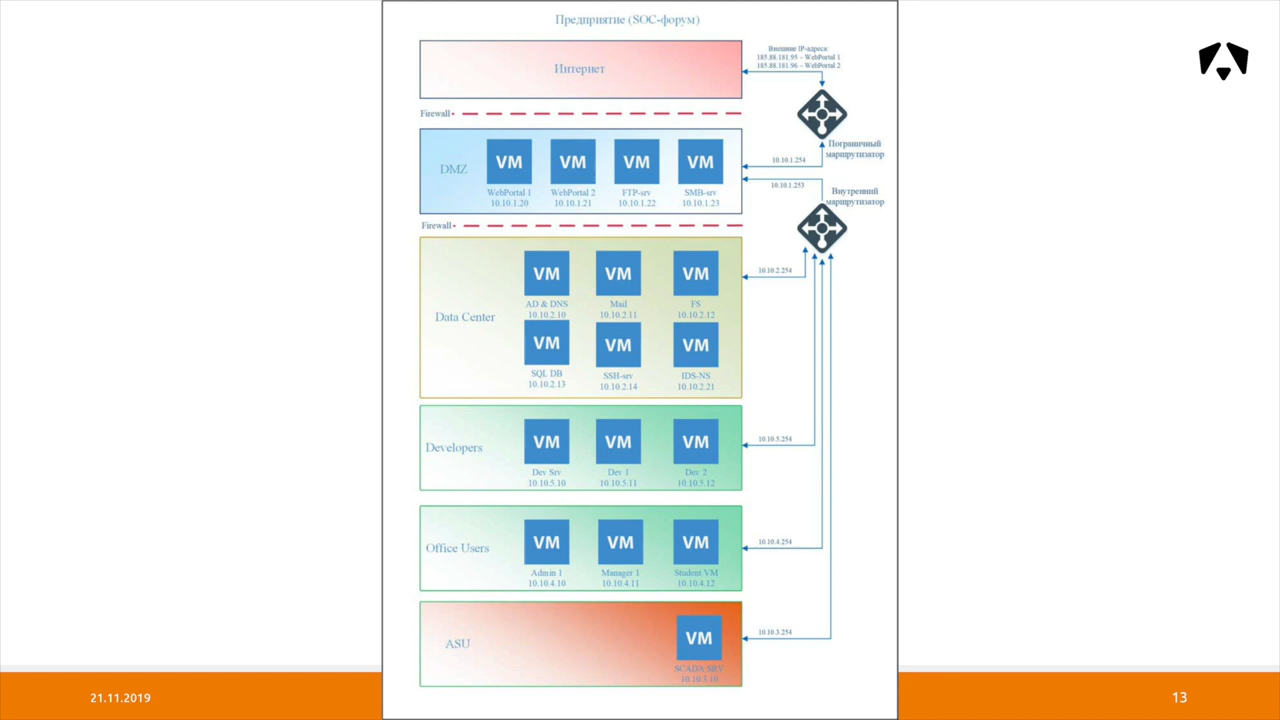 Предприятие (SOC-форум)
Интернет
Внешние IP-адреса:
185.88.181.95 – WebPortal 1
185.88.181.96 – WebPortal 2
Firewall
Пограничный
маршрутизатор
DMZ
VM
WebPortal 1
10.10.1.20
VM
WebPortal 2
10.10.1.21
VM
FTP-srv
10.10.1.22
VM
SMB-srv
10.10.1.23
10.10.1.254
10.10.1.253
Внутренний
маршрутизатор
Firewall
Data Center
VM
AD & DNS
10.10.2.10
VM
Mail
10.10.2.11
VM
FS
10.10.2.12
VM
SQL DB
10.10.2.13
VM
SSH-srv
10.10.2.14
VM
IDS-NS
10.10.2.21
10.10.2.254
Developers
VM
Dev Srv
10.10.5.10
VM
Dev 1
10.10.5.11
VM
Dev 2
10.10.5.12
10.10.5.254
Office Users
VM
Admin 1
10.10.4.10
VM
Manager 1
10.10.4.11
VM
Student VM
10.10.4.12
10.10.4.254
ASU
VM
SCADA SRV
10.10.3.10
10.10.3.254
21.11.2019
13